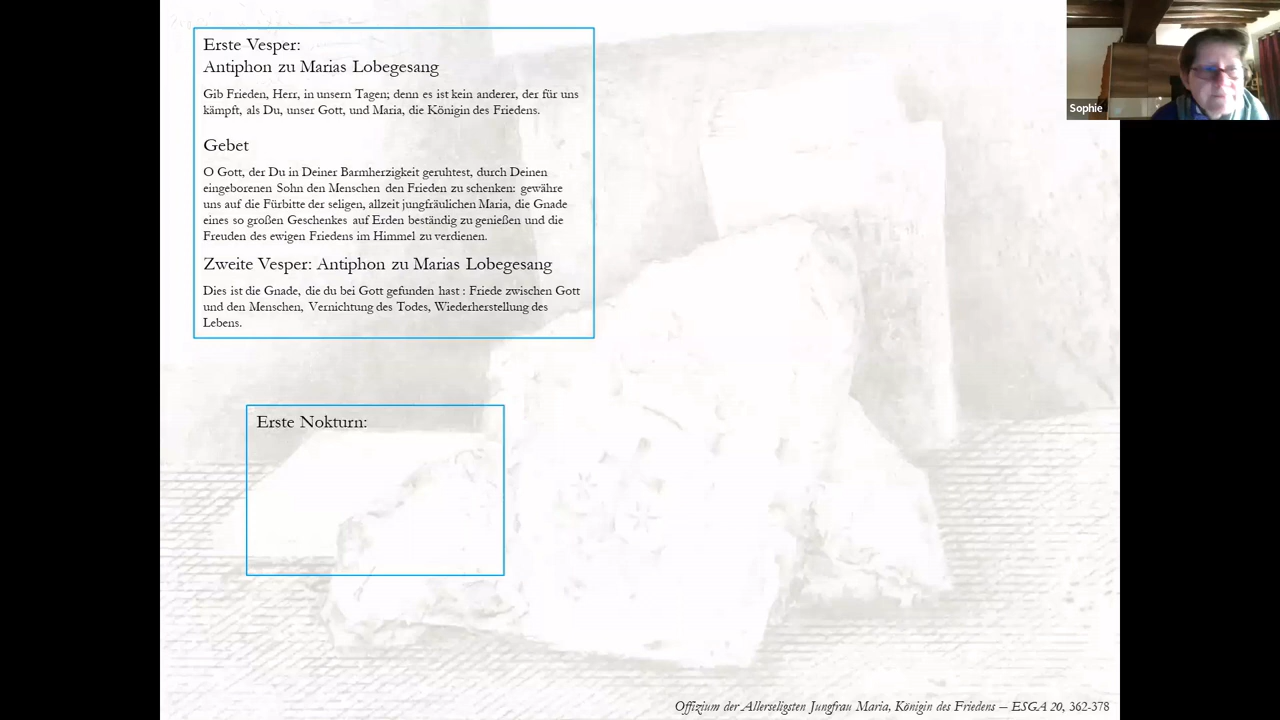 Erste Vesper:
Antiphon zu Marias Lobegesang
Gib Frieden, Herr, in unsern Tagen; denn es ist kein anderer, der für uns
kämpft, als Du, unser Gott, und Maria, die Königin des Friedens.
Gebet
O Gott, der Du in Deiner Barmherzigkeit geruhtest, durch Deinen
eingeborenen Sohn den Menschen den Frieden zu schenken: gewähre
uns auf die Fürbitte der seligen, allzeit jungfräulichen Maria, die Gnade
eines so großen Geschenkes auf Erden beständig zu genießen und die
Freuden des ewigen Friedens im Himmel zu verdienen.
Zweite Vesper: Antiphon zu Marias Lobegesang
Dies ist die Gnade, die du bei Gott gefunden hast : Friede zwischen Gott
und den Menschen, Vernichtung des Todes, Wiederherstellung des
Lebens.
Erste Nokturn:
Offizium der Allerseligsten Jungfrau Maria, Königin des Friedens – ESGA 20, 362-378
Sophie